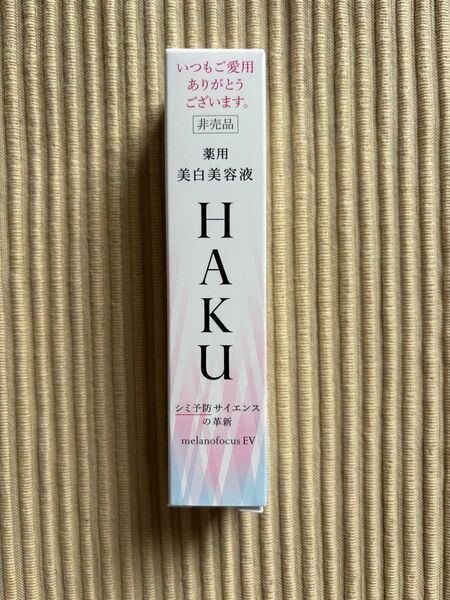 いつもご愛用
ありがとう
ございます。
非売品
薬用
美白美容液
HAKU
シミ予防サイエンス
の革新
melanofocus EV